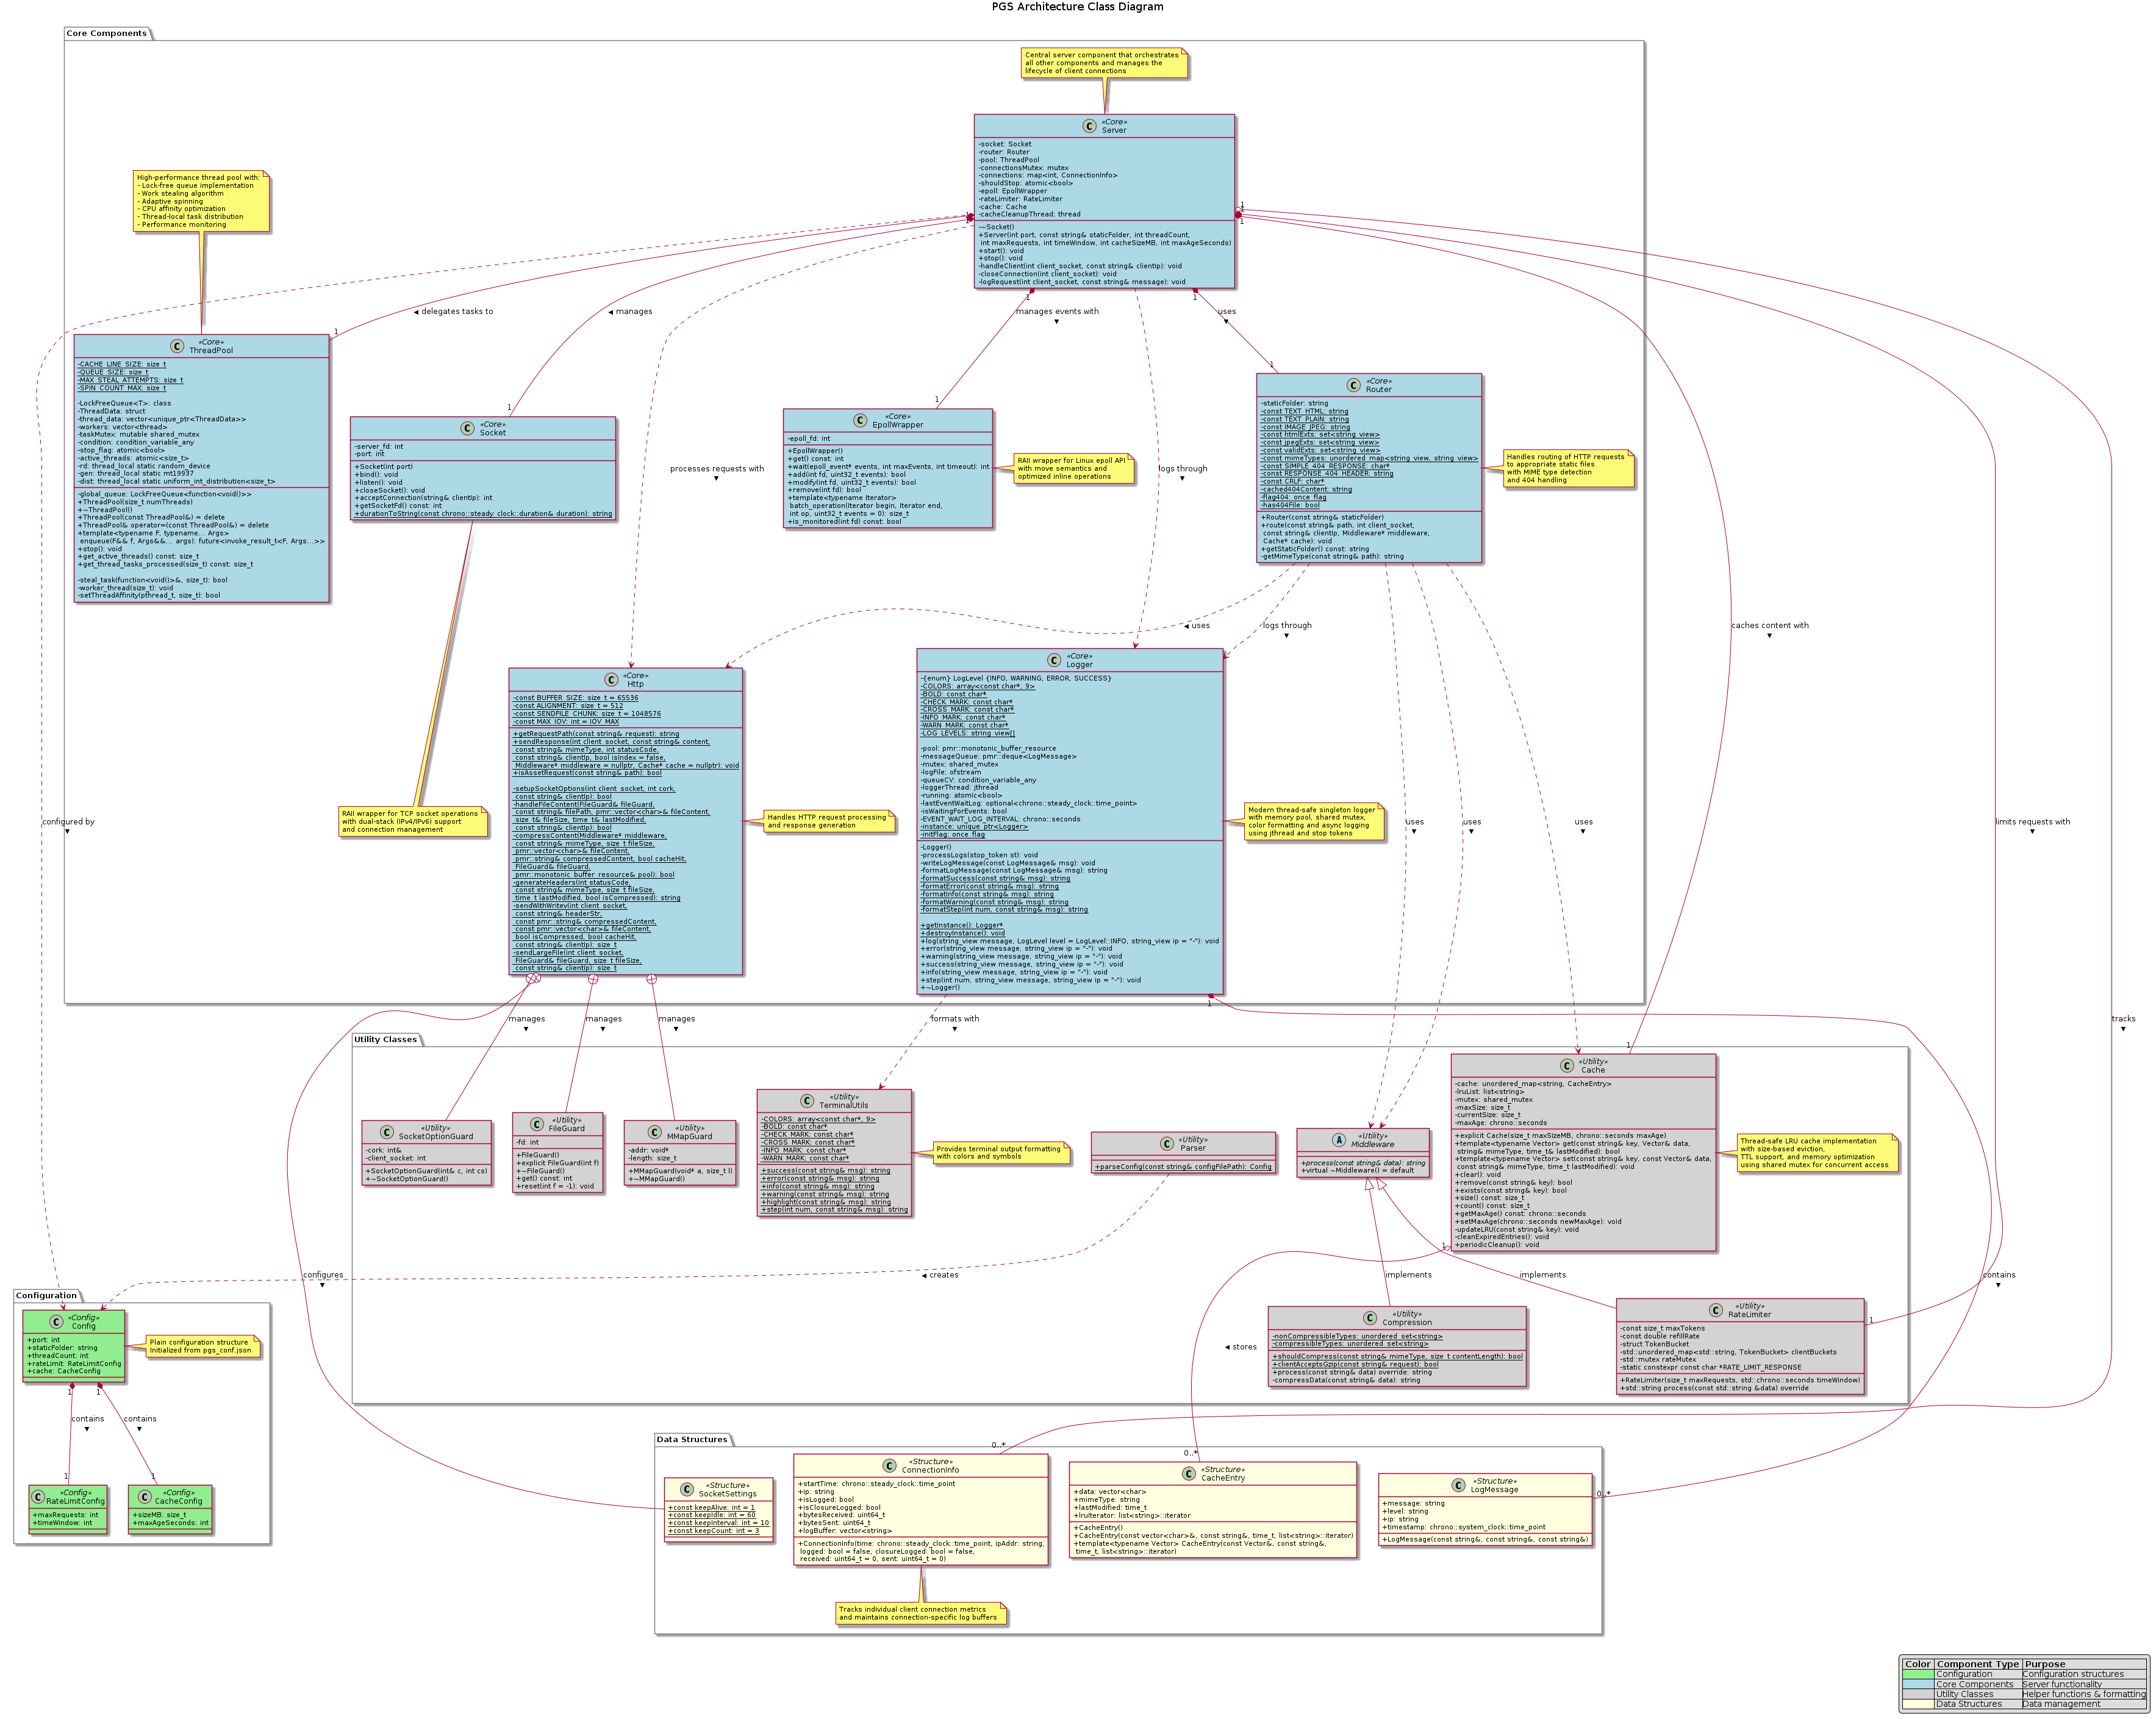 PGS Architecture Class Diagram
Core Components
Central server component that orchestrates
all other components and manages the
lifecycle of client connections
«Core»
Server
-socket: Socket
-router: Router
-pool: ThreadPool
-connectionsMutex: mutex
-connections: map<int, ConnectionInfo>
-shouldStop: atomic<bool>
-epoll: EpollWrapper
-rateLimiter: RateLimiter
-cache: Cache
-cacheCleanupThread: thread
-~Socket()
+Server(int port, const string& staticFolder, int threadCount,
int maxRequests, int timeWindow, int cacheSizeMB, int maxAgeSeconds)
+start(): void
+stop(): void
-handleClient(int client_socket, const string& clientIp): void
-closeConnection(int client_socket): void
-logRequest(int client_socket, const string& message): void
High-performance thread pool with:
- Lock-free queue implementation
- Work stealing algorithm
- Adaptive spinning
- CPU affinity optimization
- Thread-local task distribution
- Performance monitoring
1
1
1
1
1
◄ delegates tasks to
◄ manages
manages events with
▼
uses
▼
1
1
1
1
«Core»
ThreadPool
-CACHE_LINE_SIZE: size_t
-QUEUE_SIZE: size_t
-MAX_STEAL_ATTEMPTS: size_t
-SPIN_COUNT_MAX: size_t
-LockFreeQueue<T>: class
-ThreadData: struct
-thread_data: vector<unique_ptr<ThreadData>>
-workers: vector<thread>
-taskMutex: mutable shared_mutex
-condition: condition_variable_any
-stop_flag: atomic<bool>
-active_threads: atomic<size_t>
-rd: thread_local static random_device
-gen: thread_local static mt19937
-dist: thread_local static uniform_int_distribution<size_t>
-global_queue: LockFreeQueue<function<void()>>
+ThreadPool(size_t numThreads)
+~ThreadPool()
+ThreadPool(const ThreadPool&) = delete
+ThreadPool& operator=(const ThreadPool&) = delete
+template<typename F, typename... Args>
enqueue(F&& f, Args&&... args): future<invoke_result_t<F, Args...>>
+stop(): void
+get_active_threads() const: size_t
+get_thread_tasks_processed(size_t) const: size_t
-steal_task(function<void()>&, size_t): bool
-worker_thread(size_t): void
-setThreadAffinity(pthread_t, size_t): bool
«Core»
Socket
-server_fd: int
-port: int
+Socket(int port)
+bind(): void
+listen(): void
+closeSocket(): void
+acceptConnection(string& clientIp): int
+getSocketFd() const: int
+durationToString(const chrono::steady_clock::duration& duration): string
«Core»
EpollWrapper
-epoll_fd: int
+EpollWrapper()
+get() const: int
+wait(epoll_event* events, int maxEvents, int timeout): int
+add(int fd, uint32_t events): bool
+modify(int fd, uint32_t events): bool
+remove(int fd): bool
+template<typename Iterator>
batch_operation(Iterator begin, Iterator end,
int op, uint32_t events = 0): size_t
+is_monitored(int fd) const: bool
RAII wrapper for Linux epoll API
with move semantics and
optimized inline operations
«Core»
Router
-staticFolder: string
-const TEXT_HTML: string
-const TEXT_PLAIN: string
-const IMAGE_JPEG: string
-const htmlExts: set<string_view>
-const jpegExts: set<string_view>
-const validExts: set<string_view>
-const mimeTypes: unordered_map<string_view, string_view>
-const SIMPLE_404_RESPONSE: char*
-const RESPONSE_404_HEADER: string
-const CRLF: char*
-cached404Content: string
-flag404: once_flag
-has404File: bool
+Router(const string& staticFolder)
+route(const string& path, int client_socket,
const string& clientIp, Middleware* middleware,
Cache* cache): void
+getStaticFolder() const: string
-getMimeType(const string& path): string
Handles routing of HTTP requests
to appropriate static files
with MIME type detection
and 404 handling
processes requests with
▼
logs through
▼
◄ uses
logs through
▼
caches content with
▼
«Core»
Http
-const BUFFER_SIZE: size_t = 65536
-const ALIGNMENT: size_t = 512
-const SENDFILE_CHUNK: size_t = 1048576
-const MAX_IOV: int = IOV_MAX
+getRequestPath(const string& request): string
+sendResponse(int client_socket, const string& content,
const string& mimeType, int statusCode,
const string& clientIp, bool isIndex = false,
Middleware* middleware = nullptr, Cache* cache = nullptr): void
+isAssetRequest(const string& path): bool
-setupSocketOptions(int client_socket, int cork,
const string& clientIp): bool
-handleFileContent(FileGuard& fileGuard,
const string& filePath, pmr::vector<char>& fileContent,
size_t& fileSize, time_t& lastModified,
const string& clientIp): bool
-compressContent(Middleware* middleware,
const string& mimeType, size_t fileSize,
pmr::vector<char>& fileContent,
pmr::string& compressedContent, bool cacheHit,
FileGuard& fileGuard,
pmr::monotonic_buffer_resource& pool): bool
-generateHeaders(int statusCode,
const string& mimeType, size_t fileSize,
time_t lastModified, bool isCompressed): string
-sendWithWritev(int client_socket,
const string& headerStr,
const pmr::string& compressedContent,
const pmr::vector<char>& fileContent,
bool isCompressed, bool cacheHit,
const string& clientIp): size_t
-sendLargeFile(int client_socket,
FileGuard& fileGuard, size_t fileSize,
const string& clientIp): size_t
Handles HTTP request processing
and response generation
RAII wrapper for TCP socket operations
with dual-stack (IPv4/IPv6) support
and connection management
«Core»
Logger
-{enum} LogLevel {INFO, WARNING, ERROR, SUCCESS}
-COLORS: array<const char*, 9>
-BOLD: const char*
-CHECK_MARK: const char*
-CROSS_MARK: const char*
-INFO_MARK: const char*
-WARN_MARK: const char*
-LOG_LEVELS: string_view[]
-pool: pmr::monotonic_buffer_resource
-messageQueue: pmr::deque<LogMessage>
-mutex: shared_mutex
-logFile: ofstream
-queueCV: condition_variable_any
-loggerThread: jthread
-running: atomic<bool>
-lastEventWaitLog: optional<chrono::steady_clock::time_point>
-isWaitingForEvents: bool
-EVENT_WAIT_LOG_INTERVAL: chrono::seconds
-instance: unique_ptr<Logger>
-initFlag: once_flag
-Logger()
-processLogs(stop_token st): void
-writeLogMessage(const LogMessage& msg): void
-formatLogMessage(const LogMessage& msg): string
-formatSuccess(const string& msg): string
-formatError(const string& msg): string
-formatInfo(const string& msg): string
-formatWarning(const string& msg): string
-formatStep(int num, const string& msg): string
+getInstance(): Logger*
+destroyInstance(): void
+log(string_view message, LogLevel level = LogLevel::INFO, string_view ip = "-"): void
+error(string_view message, string_view ip = "-"): void
+warning(string_view message, string_view ip = "-"): void
+success(string_view message, string_view ip = "-"): void
+info(string_view message, string_view ip = "-"): void
+step(int num, string_view message, string_view ip = "-"): void
+~Logger()
Modern thread-safe singleton logger
with memory pool, shared mutex,
color formatting and async logging
using jthread and stop tokens
configured by
▼
uses
▼
uses
▼
uses
▼
limits requests with
▼
tracks
▼
manages
▼
manages
▼
manages
▼
formats with
▼
1
1
Utility Classes
«Utility»
SocketOptionGuard
-cork: int&
-client_socket: int
+SocketOptionGuard(int& c, int cs)
+~SocketOptionGuard()
«Utility»
FileGuard
-fd: int
+FileGuard()
+explicit FileGuard(int f)
+~FileGuard()
+get() const: int
+reset(int f = -1): void
«Utility»
MMapGuard
-addr: void*
-length: size_t
+MMapGuard(void* a, size_t l)
+~MMapGuard()
«Utility»
TerminalUtils
-COLORS: array<const char*, 9>
-BOLD: const char*
-CHECK_MARK: const char*
-CROSS_MARK: const char*
-INFO_MARK: const char*
-WARN_MARK: const char*
+success(const string& msg): string
+error(const string& msg): string
+info(const string& msg): string
+warning(const string& msg): string
+highlight(const string& msg): string
+step(int num, const string& msg): string
Provides terminal output formatting
with colors and symbols
«Utility»
Parser
+parseConfig(const string& configFilePath): Config
«Utility»
Middleware
+process(const string& data): string
+virtual ~Middleware() = default
«Utility»
Cache
-cache: unordered_map<string, CacheEntry>
-lruList: list<string>
-mutex: shared_mutex
-maxSize: size_t
-currentSize: size_t
-maxAge: chrono::seconds
+explicit Cache(size_t maxSizeMB, chrono::seconds maxAge)
+template<typename Vector> get(const string& key, Vector& data,
string& mimeType, time_t& lastModified): bool
+template<typename Vector> set(const string& key, const Vector& data,
const string& mimeType, time_t lastModified): void
+clear(): void
+remove(const string& key): bool
+exists(const string& key): bool
+size() const: size_t
+count() const: size_t
+getMaxAge() const: chrono::seconds
+setMaxAge(chrono::seconds newMaxAge): void
-updateLRU(const string& key): void
-cleanExpiredEntries(): void
+periodicCleanup(): void
Thread-safe LRU cache implementation
with size-based eviction,
TTL support, and memory optimization
using shared mutex for concurrent access
configures
▼
◄ creates
1
implements
implements
contains
▼
◄ stores
Configuration
«Config»
Config
+port: int
+staticFolder: string
+threadCount: int
+rateLimit: RateLimitConfig
+cache: CacheConfig
Plain configuration structure
Initialized from pgs_conf.json
1
1
contains
▼
contains
▼
1
1
«Config»
RateLimitConfig
+maxRequests: int
+timeWindow: int
«Config»
CacheConfig
+sizeMB: size_t
+maxAgeSeconds: int
«Utility»
Compression
-nonCompressibleTypes: unordered_set<string>
-compressibleTypes: unordered_set<string>
+shouldCompress(const string& mimeType, size_t contentLength): bool
+clientAcceptsGzip(const string& request): bool
+process(const string& data) override: string
-compressData(const string& data): string
«Utility»
RateLimiter
-const size_t maxTokens
-const double refillRate
-struct TokenBucket
-std::unordered_map<std::string, TokenBucket> clientBuckets
-std::mutex rateMutex
-static constexpr const char *RATE_LIMIT_RESPONSE
+RateLimiter(size_t maxRequests, std::chrono::seconds timeWindow)
+std::string process(const std::string &data) override
1
Data Structures
0..*
0..*
0..*
«Structure»
SocketSettings
+const keepAlive: int = 1
+const keepIdle: int = 60
+const keepInterval: int = 10
+const keepCount: int = 3
«Structure»
ConnectionInfo
+startTime: chrono::steady_clock::time_point
+ip: string
+isLogged: bool
+isClosureLogged: bool
+bytesReceived: uint64_t
+bytesSent: uint64_t
+logBuffer: vector<string>
+ConnectionInfo(time: chrono::steady_clock::time_point, ipAddr: string,
logged: bool = false, closureLogged: bool = false,
received: uint64_t = 0, sent: uint64_t = 0)
«Structure»
CacheEntry
+data: vector<char>
+mimeType: string
+lastModified: time_t
+lruIterator: list<string>::iterator
+CacheEntry()
+CacheEntry(const vector<char>&, const string&, time_t, list<string>::iterator)
+template<typename Vector> CacheEntry(const Vector&, const string&,
time_t, list<string>::iterator)
«Structure»
LogMessage
+message: string
+level: string
+ip: string
+timestamp: chrono::system_clock::time_point
+LogMessage(const string&, const string&, const string&)
Tracks individual client connection metrics
and maintains connection-specific log buffers
Color Component Type Purpose
Configuration Configuration structures
Core Components Server functionality
Utility Classes Helper functions & formatting
Data Structures Data management